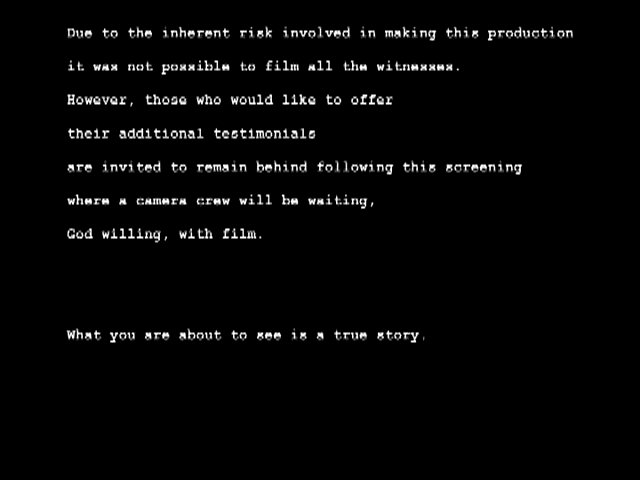 Due to the inherent risk involved in making this production
it was not possible to film all the witnesses.
However, those who would like to offer
their additional testimonials
are invited to remain behind following this screening
where a camera crew will be waiting,
God willing, with film.
What you are about to see is a true story.